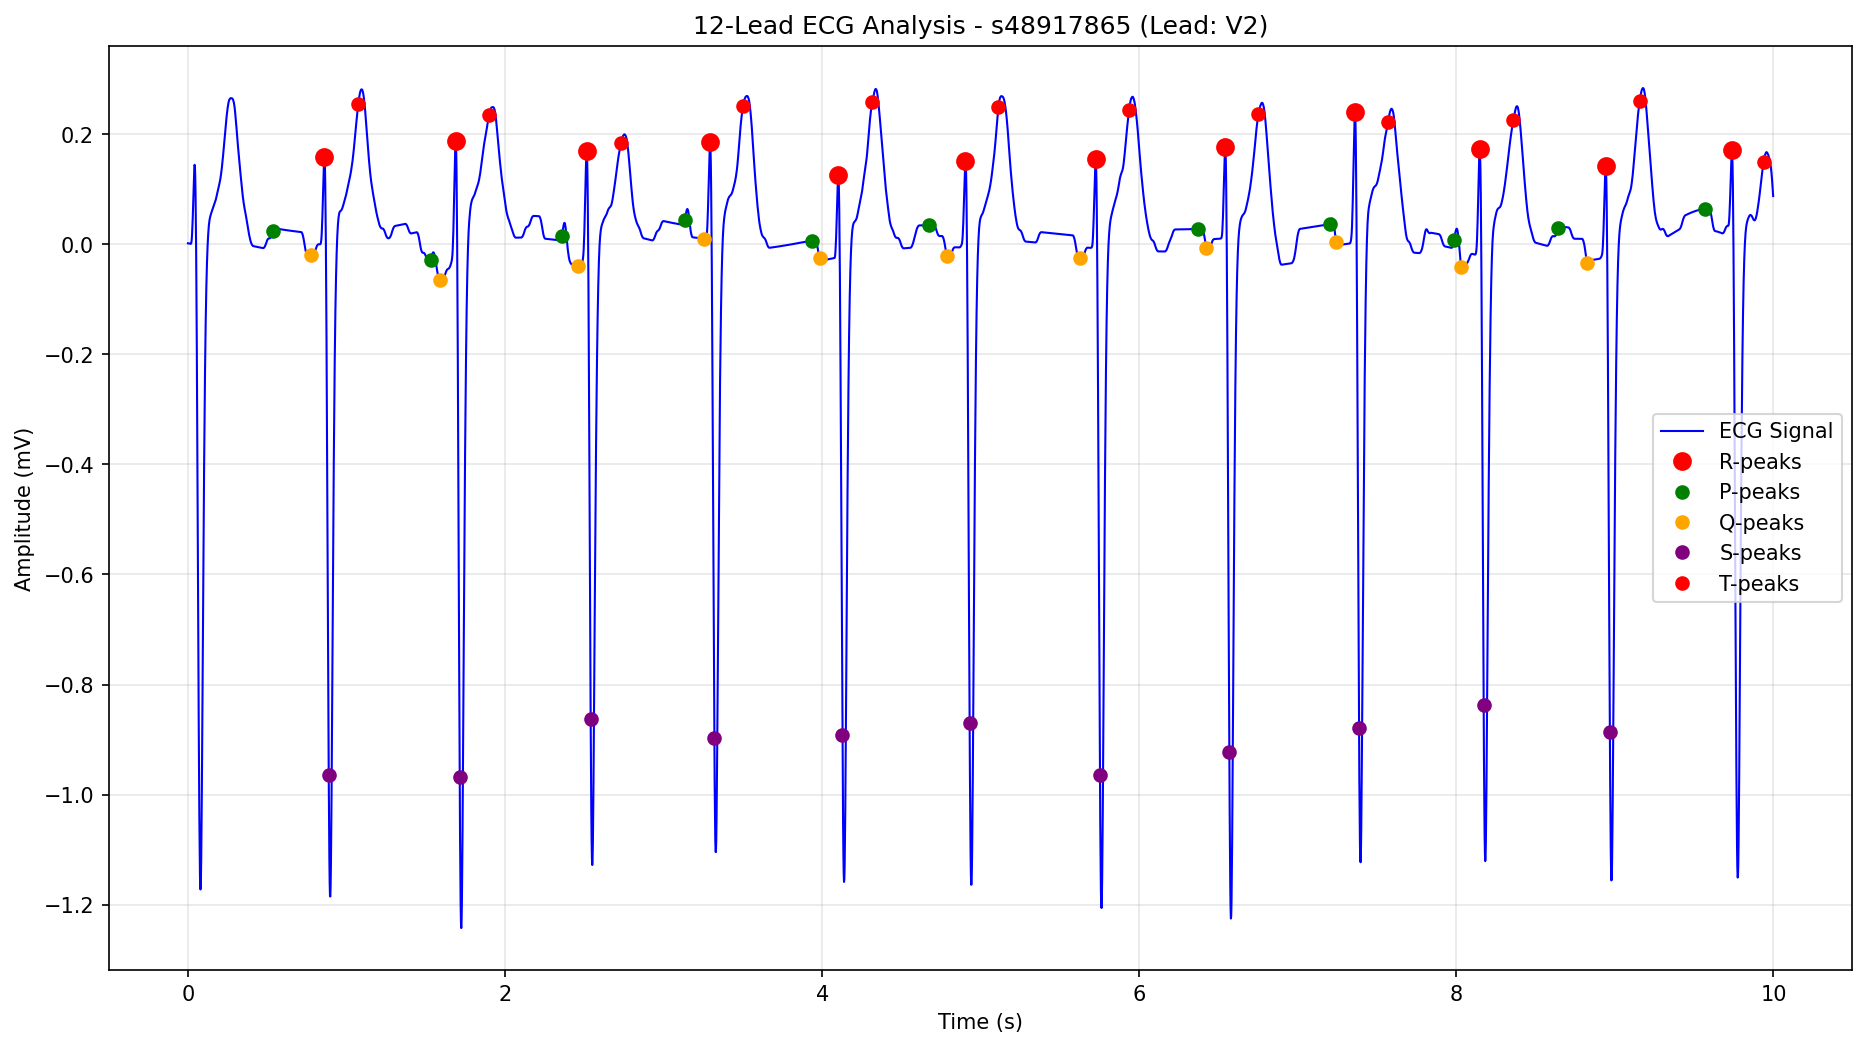 12-Lead ECG Analysis - s48917865 (Lead: V2)
Amplitude (mV)
0.2
0.0
−0.2
−0.4
−0.6
−0.8
−1.0
−1.2
ECG Signal
R-peaks
P-peaks
Q-peaks
S-peaks
T-peaks
0 2 4 6 8 10
Time (s)